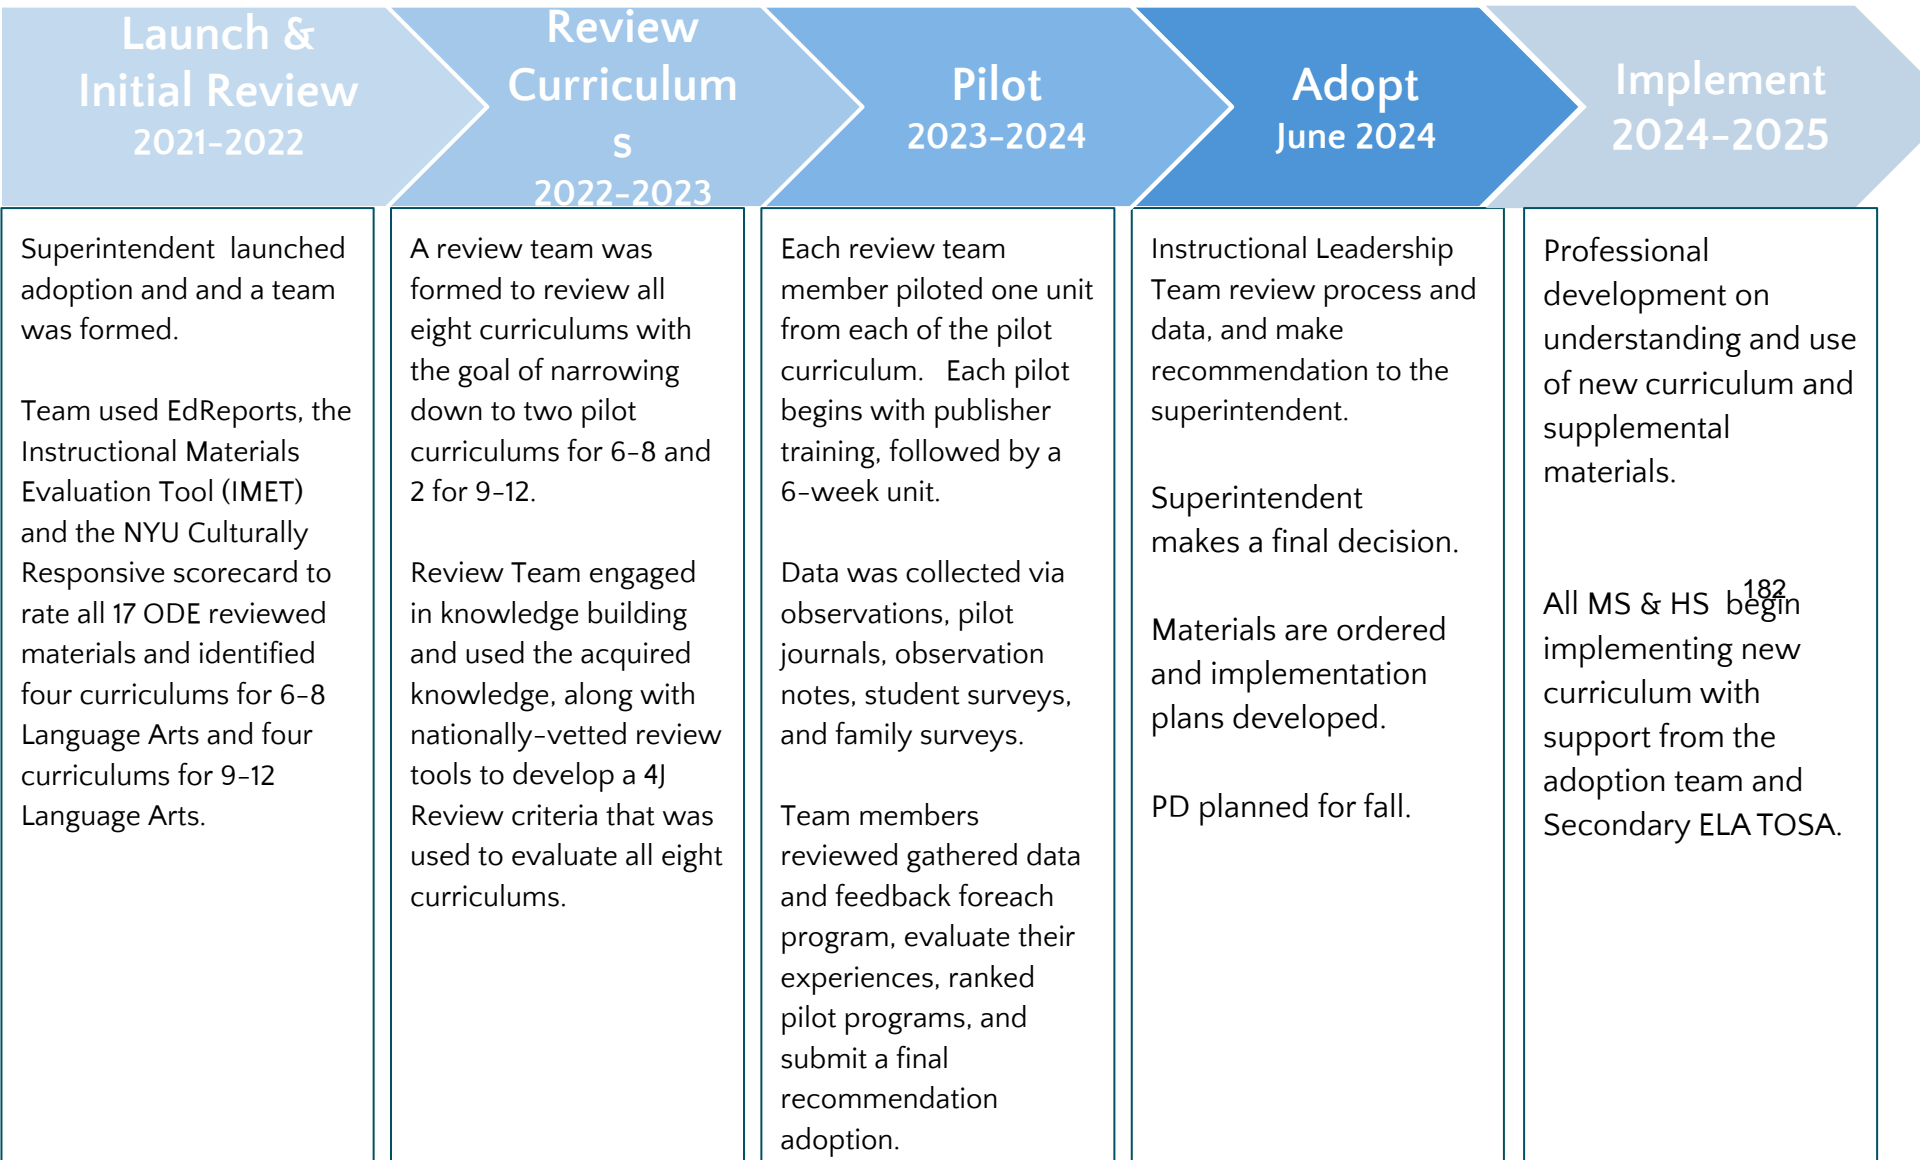 Launch &
Initial Review
2021-2022
Review
Curriculum
s
2022-2023
Pilot
2023-2024
Adopt
June 2024
Implement
2024-2025
Superintendent launched
adoption and and a team
was formed.
Team used EdReports, the
Instructional Materials
Evaluation Tool (IMET)
and the NYU Culturally
Responsive scorecard to
rate all 17 ODE reviewed
materials and identified
four curriculums for 6-8
Language Arts and four
curriculums for 9-12
Language Arts.
A review team was
formed to review all
eight curriculums with
the goal of narrowing
down to two pilot
curriculums for 6-8 and
2 for 9-12.
Review Team engaged
in knowledge building
and used the acquired
knowledge, along with
nationally-vetted review
tools to develop a 4J
Review criteria that was
used to evaluate all eight
curriculums.
Each review team
member piloted one unit
from each of the pilot
curriculum. Each pilot
begins with publisher
training, followed by a
6-week unit.
Data was collected via
observations, pilot
journals, observation
notes, student surveys,
and family surveys.
Team members
reviewed gathered data
and feedback foreach
program, evaluate their
experiences, ranked
pilot programs, and
submit a final
recommendation
adoption.
Instructional Leadership
Team review process and
data, and make
recommendation to the
superintendent.
Superintendent
makes a final decision.
Materials are ordered
and implementation
plans developed.
PD planned for fall.
Professional
development on
understanding and use
of new curriculum and
supplemental
materials.
182
All MS & HS begin
implementing new
curriculum with
support from the
adoption team and
Secondary ELA TOSA.